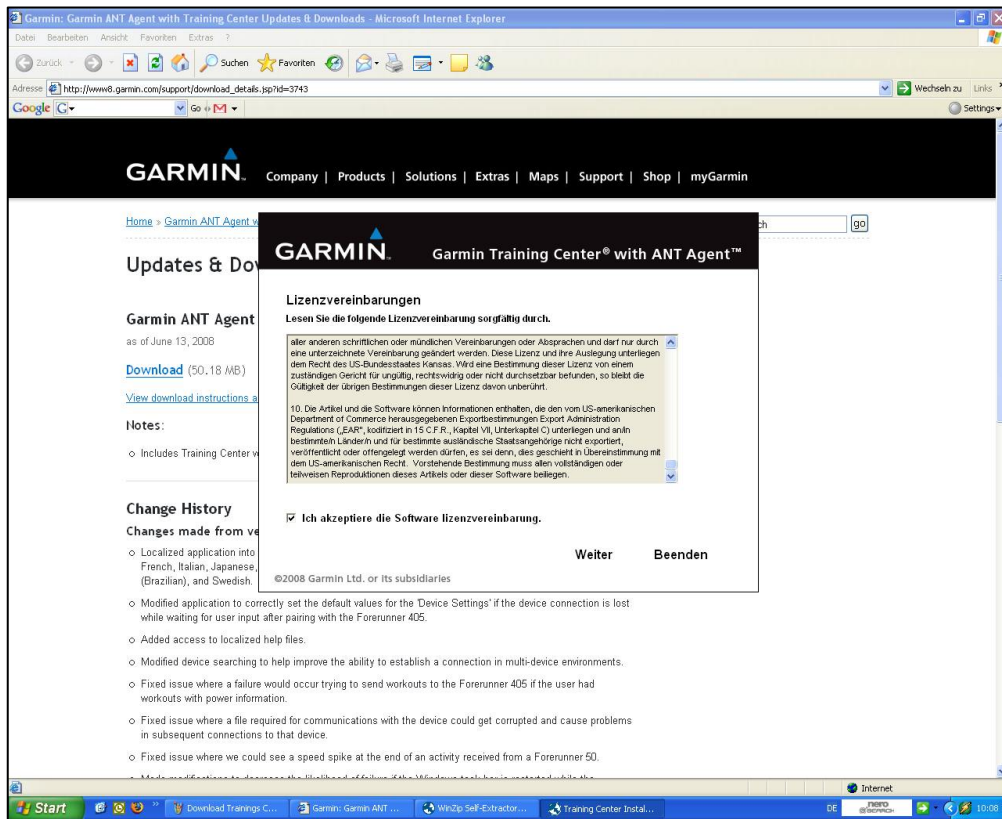 Garmin: Garmin ANT Agent with Training Center Updates & Downloads - Microsoft Internet Explorer
Datei Bearbeiten Ansicht Favoriten Extras ?
Zurück Suchen Favoriten
Adresse http://www8.garmin.com/support/download_details.jsp?id=3743 Wechseln zu Links
Google Go Settings
GARMIN Company | Products | Solutions | Extras | Maps | Support | Shop | myGarmin
Home » Garmin ANT Agent w ch go
Updates & Dow
Garmin ANT Agent
as of June 13, 2008
Download (50.18 MB)
View download instructions a
Notes:
Includes Training Center v
Change History
Changes made from ve
Localized application into
French, Italian, Japanese,
(Brazilian), and Swedish.
Modified application to correctly set the default values for the 'Device Settings' if the device connection is lost
while waiting for user input after pairing with the Forerunner 405.
Added access to localized help files.
Modified device searching to help improve the ability to establish a connection in multi-device environments.
Fixed issue where a failure would occur trying to send workouts to the Forerunner 405 if the user had
workouts with power information.
Fixed issue where a file required for communications with the device could get corrupted and cause problems
in subsequent connections to that device.
Fixed issue where we could see a speed spike at the end of an activity received from a Forerunner 50.
GARMIN. Garmin Training Center® with ANT Agent™
Lizenzvereinbarungen
Lesen Sie die folgende Lizenzvereinbarung sorgfältig durch.
aller anderen schriftlichen oder mündlichen Vereinbarungen oder Absprachen und darf nur durch
eine unterzeichnete Vereinbarung geändert werden. Diese Lizenz und ihre Auslegung unterliegen
dem Recht des US-Bundesstaates Kansas. Wird eine Bestimmung dieser Lizenz von einem
zuständigen Gericht für ungültig, rechtswidrig oder nicht durchsetzbar befunden, so bleibt die
Gültigkeit der übrigen Bestimmungen dieser Lizenz davon unberührt.
10. Die Artikel und die Software können Informationen enthalten, die den vom US-amerikanischen
Department of Commerce herausgegebenen Exportbestimmungen Export Administration
Regulations („EAR", kodifiziert in 15 C.F.R., Kapitel VII, Unterkapitel C) unterliegen und an/in
bestimmte/n Länder/n und für bestimmte ausländische Staatsangehörige nicht exportiert,
veröffentlicht oder offengelegt werden dürfen, es sei denn, dies geschieht in Übereinstimmung mit
dem US-amerikanischen Recht. Vorstehende Bestimmung muss allen vollständigen oder
teilweisen Reproduktionen dieses Artikels oder dieser Software beiliegen.
Ich akzeptiere die Software lizenzvereinbarung.
Weiter Beenden
©2008 Garmin Ltd. or its subsidiaries
Internet
Start Download Trainings C... Garmin: Garmin ANT ... WinZip Self-Extractor... Training Center Instal... DE nero SEARCH 10:08